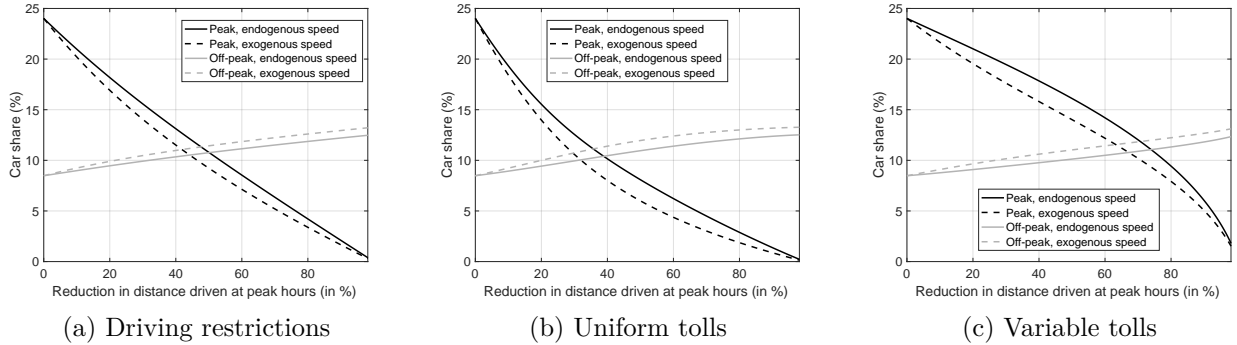 25
20
15
10
5
0
Car share (%)
Peak, endogenous speed
Peak, exogenous speed
Off-peak, endogenous speed
Off-peak, exogenous speed
0 20 40 60 80
Reduction in distance driven at peak hours (in %)
(a) Driving restrictions
25
20
15
10
5
0
Car share (%)
Peak, endogenous speed
Peak, exogenous speed
Off-peak, endogenous speed
Off-peak, exogenous speed
0 20 40 60 80
Reduction in distance driven at peak hours (in %)
(b) Uniform tolls
25
20
15
10
5
0
Car share (%)
Peak, endogenous speed
Peak, exogenous speed
Off-peak, endogenous speed
Off-peak, exogenous speed
0 20 40 60 80
Reduction in distance driven at peak hours (in %)
(c) Variable tolls